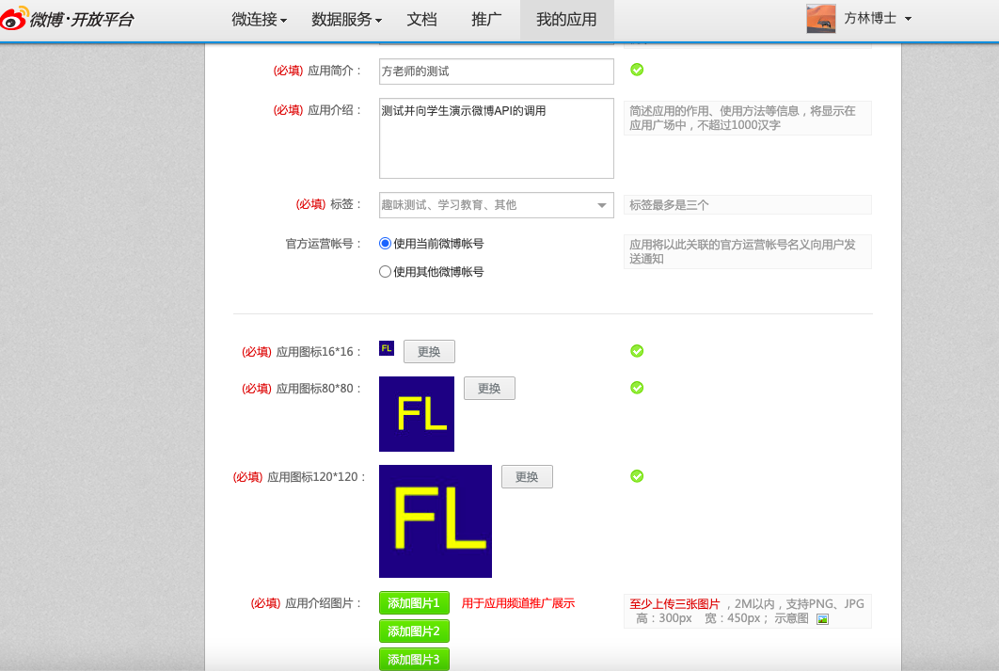 微博·开放平台 微连接 数据服务 文档 推广 我的应用 方林博士
(必填) 应用简介： 方老师的测试
(必填) 应用介绍： 测试并向学生演示微博API的调用
简述应用的作用、使用方法等信息，将显示在
应用广场中，不超过1000汉字
(必填) 标签： 趣味测试、学习教育、其他 标签最多是三个
官方运营帐号： 使用当前微博帐号
应用将以此关联的官方运营帐号名义向用户发
送通知
使用其他微博帐号
(必填) 应用图标16*16： FL 更换
(必填) 应用图标80*80： 更换
FL
(必填) 应用图标120*120： 更换
FL
(必填) 应用介绍图片： 添加图片1 用于应用频道推广展示
至少上传三张图片 ，2M以内，支持PNG、JPG
高：300px 宽：450px； 示意图
添加图片2
添加图片3